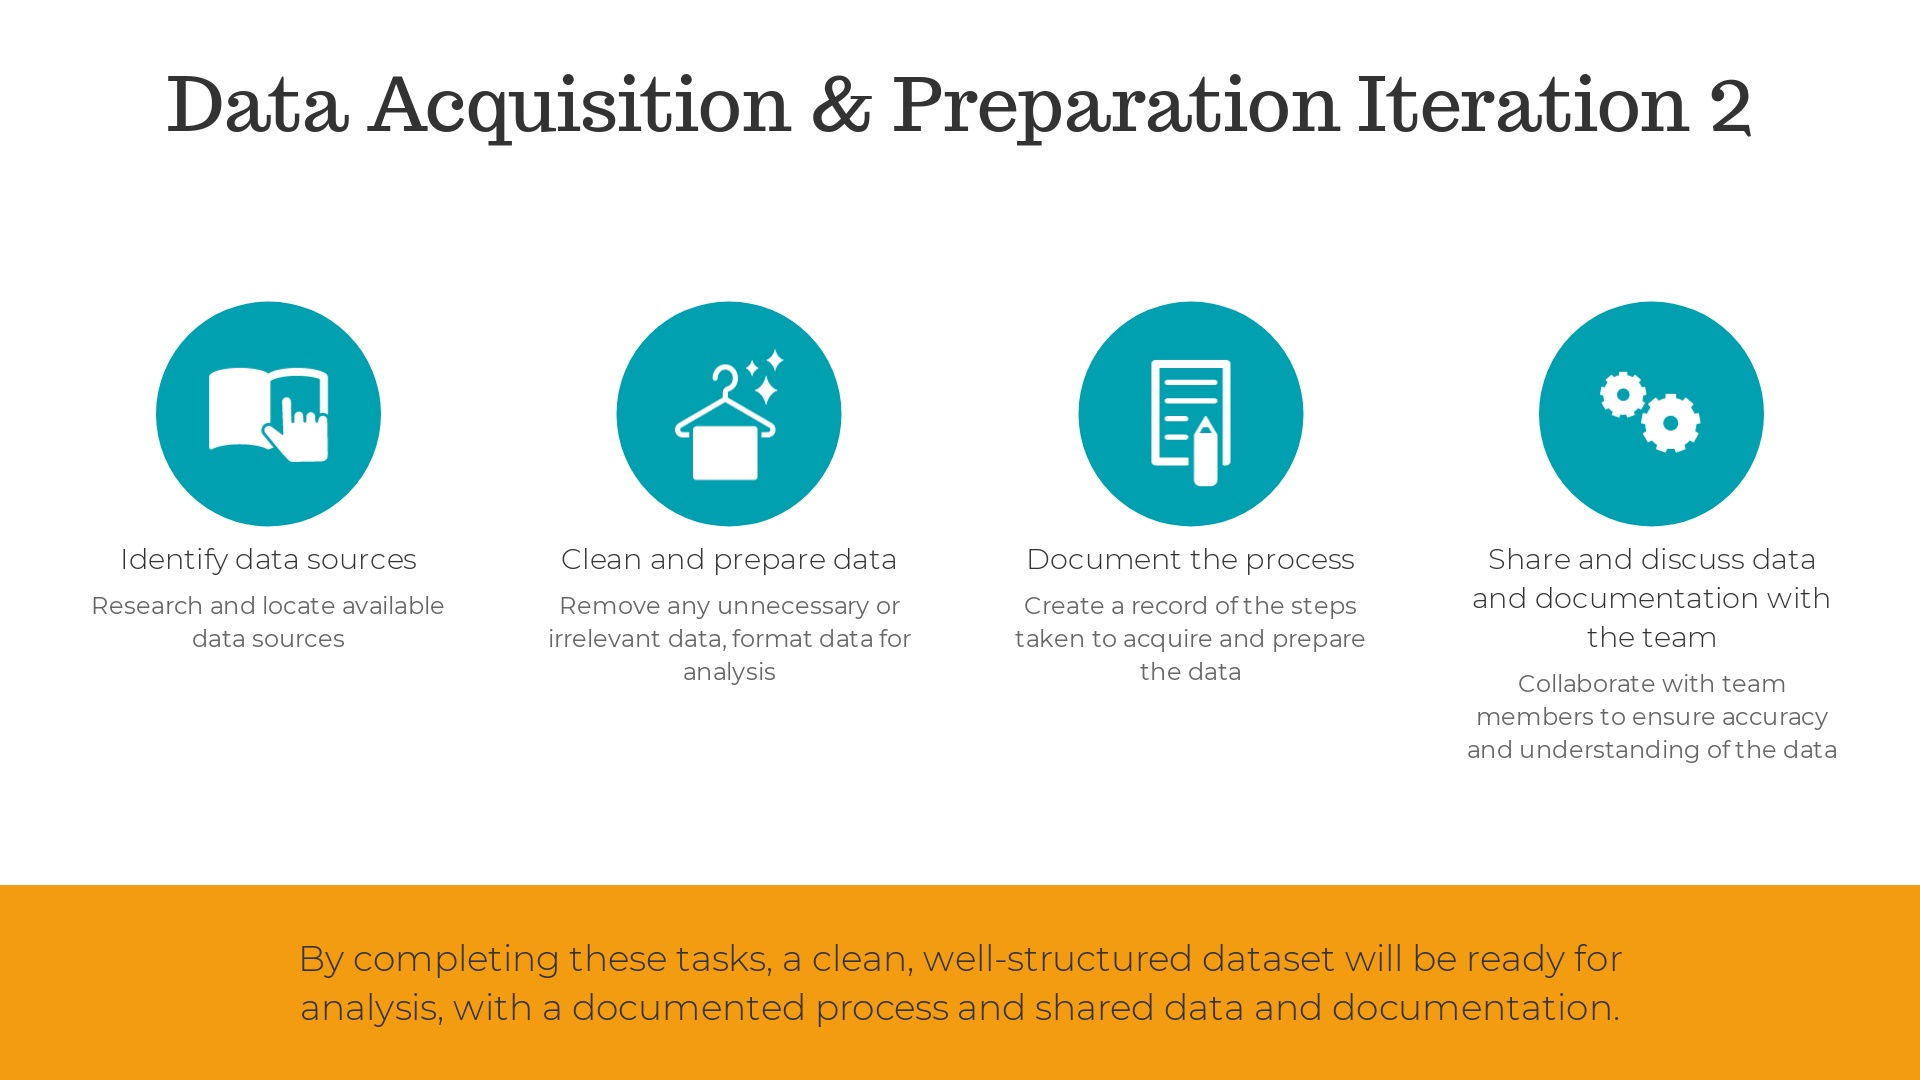 Data Acquisition & Preparation Iteration 2
Identify data sources
Research and locate available
data sources
Clean and prepare data
Remove any unnecessary or
irrelevant data, format data for
analysis
Document the process
Create a record of the steps
taken to acquire and prepare
the data
Share and discuss data
and documentation with
the team
Collaborate with team
members to ensure accuracy
and understanding of the data
By completing these tasks, a clean, well-structured dataset will be ready for
analysis, with a documented process and shared data and documentation.